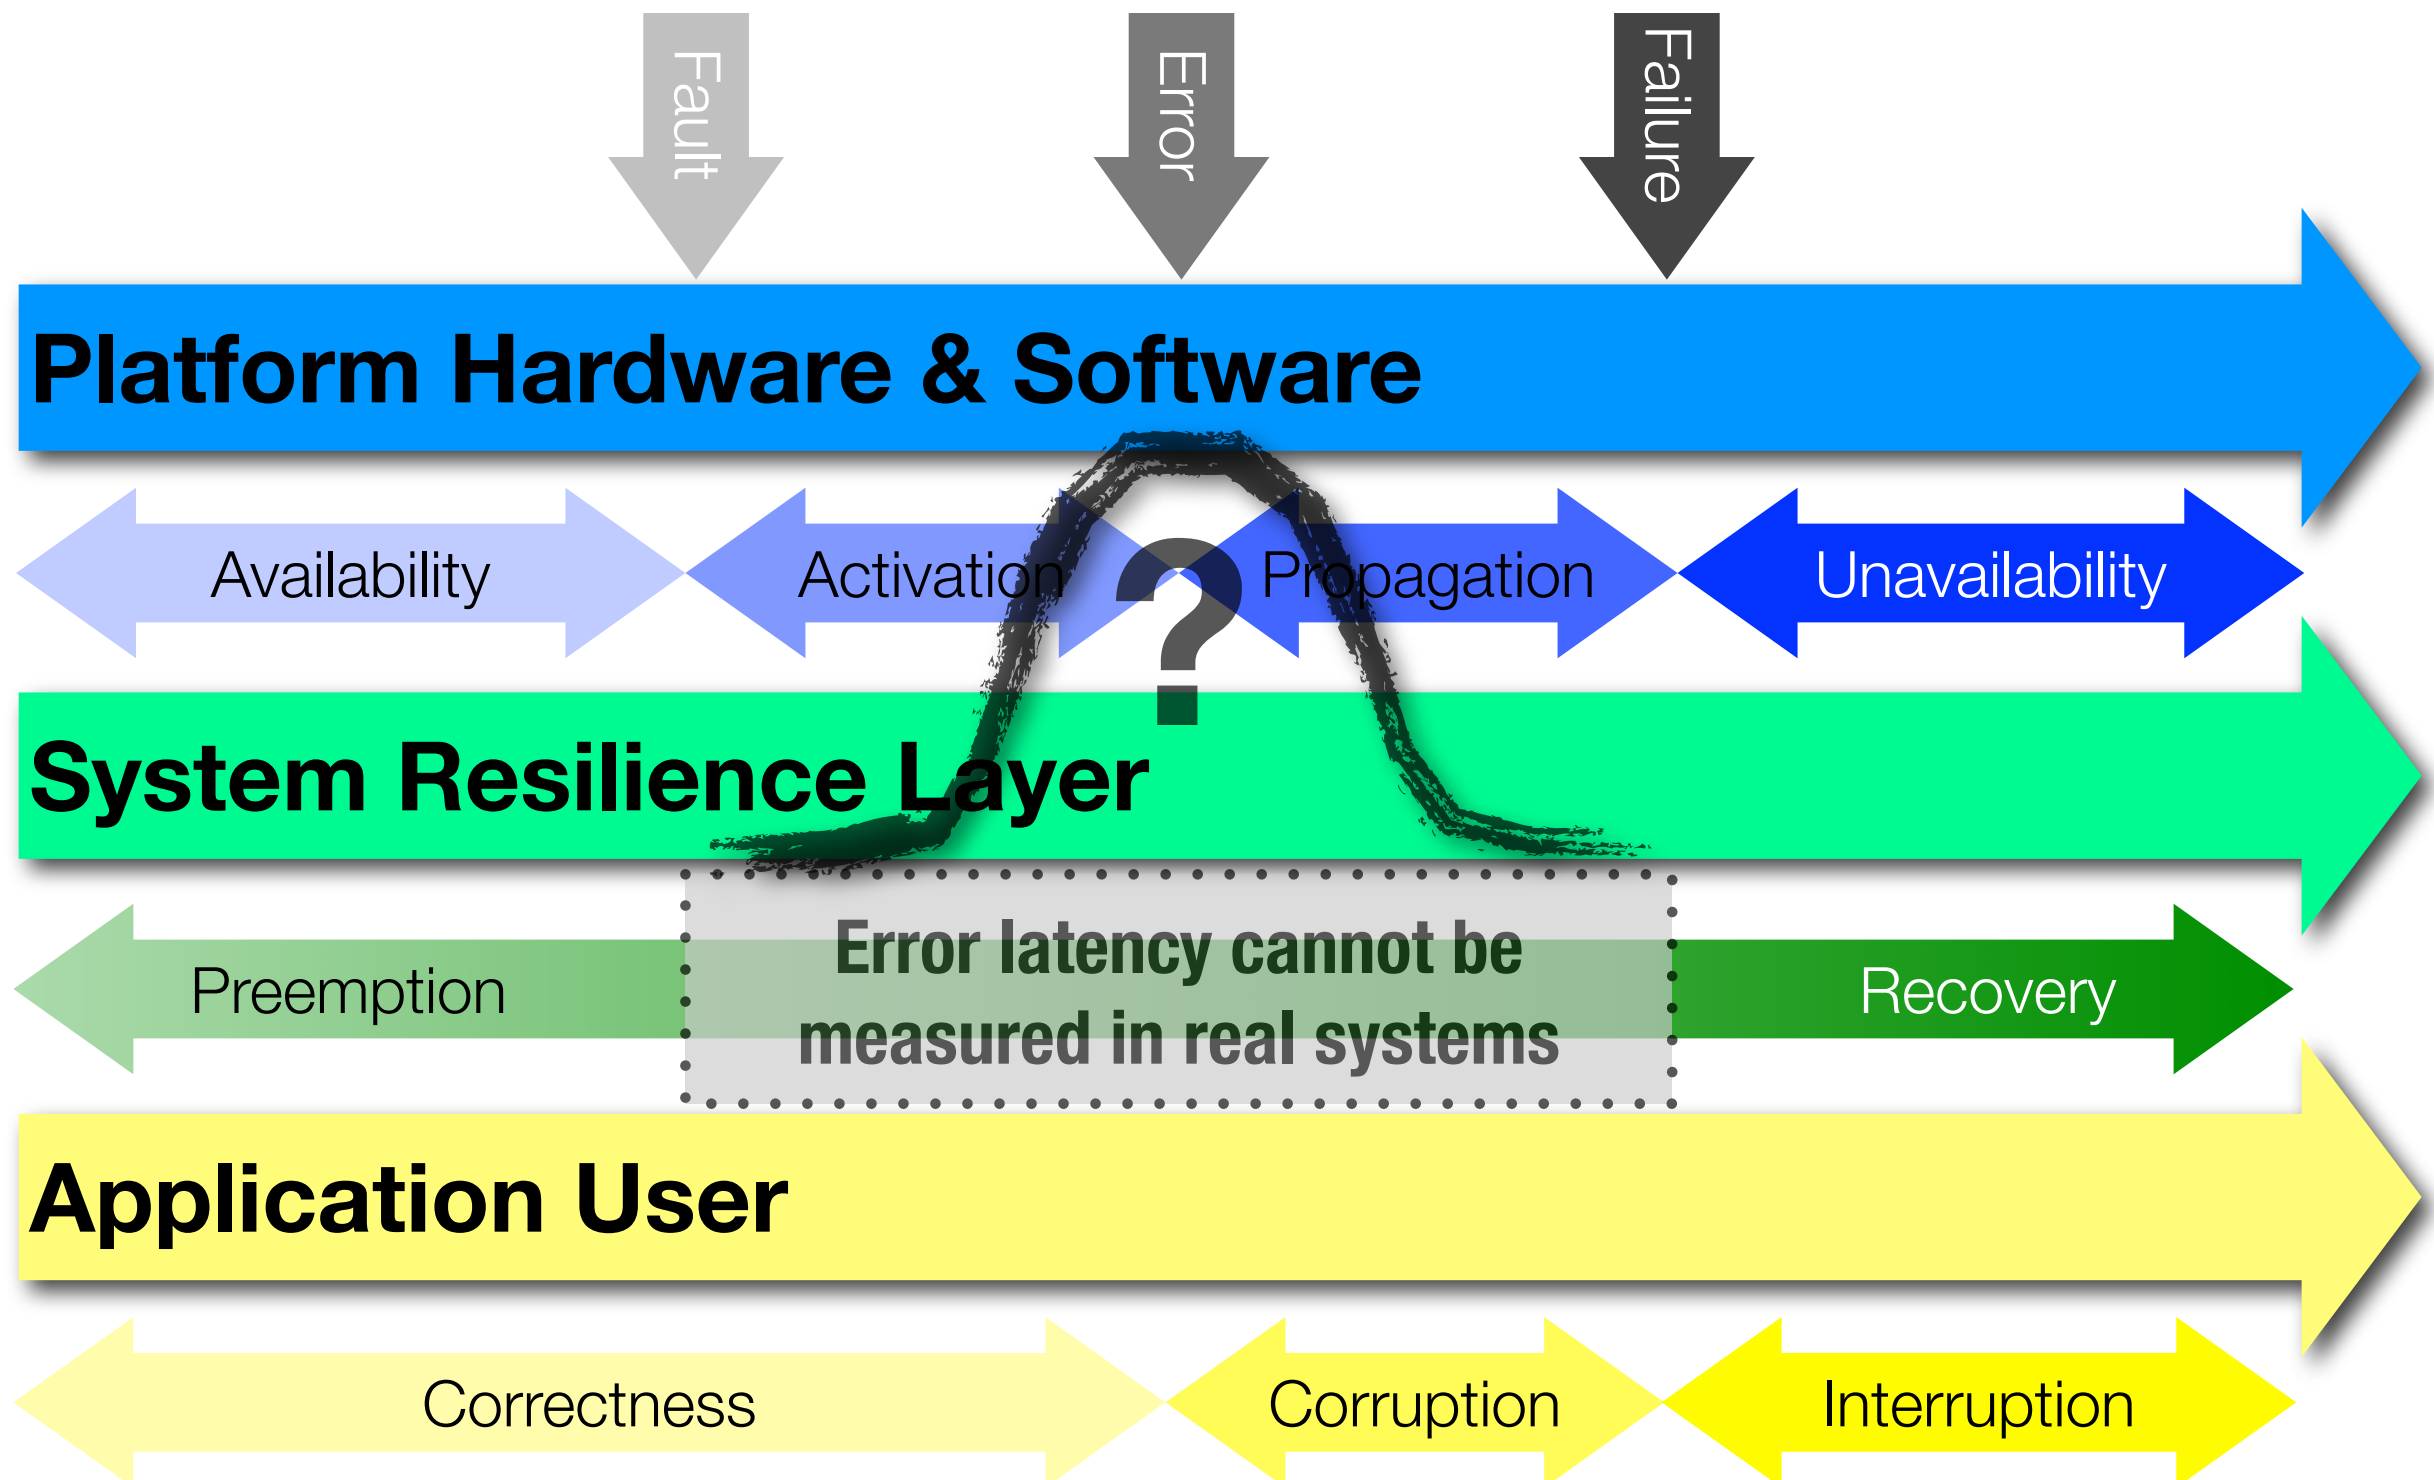 Fault
Error
Failure
Platform Hardware & Software
Availability
Activation
?
Propagation
Unavailability
System Resilience Layer
Preemption
Error latency cannot be
measured in real systems
Recovery
Application User
Correctness
Corruption
Interruption